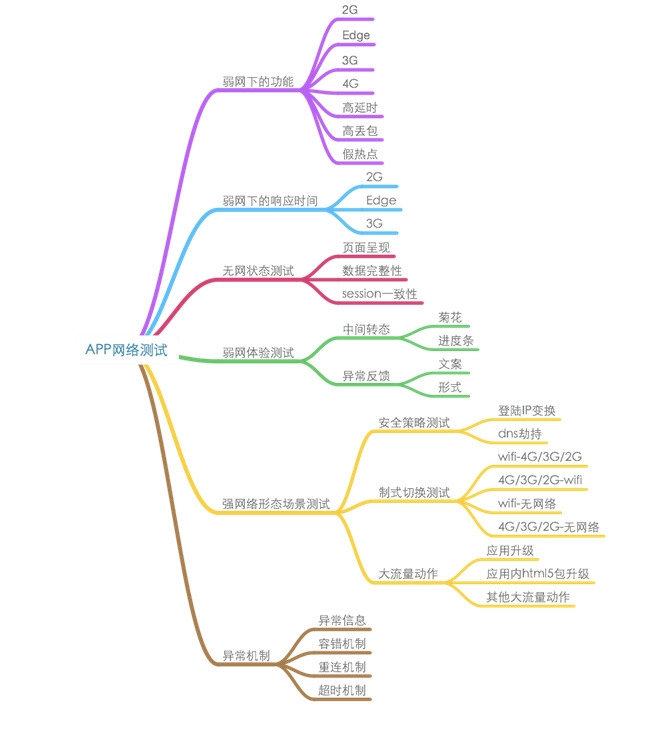 APP网络测试
弱网下的功能
2G
Edge
3G
4G
高延时
高丢包
假热点
弱网下的响应时间
2G
Edge
3G
无网状态测试
页面呈现
数据完整性
session一致性
弱网体验测试
中间转态
菊花
进度条
异常反馈
文案
形式
强网络形态场景测试
安全策略测试
登陆IP变换
dns劫持
制式切换测试
wifi-4G/3G/2G
4G/3G/2G-wifi
wifi-无网络
4G/3G/2G-无网络
大流量动作
应用升级
应用内html5包升级
其他大流量动作
异常机制
异常信息
容错机制
重连机制
超时机制